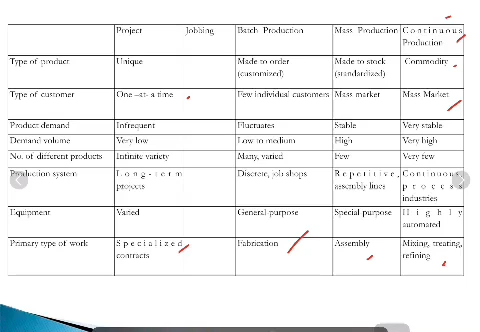 Project Jobbing Batch Production Mass Production Continuous
Production
Type of product Unique Made to order Made to stock Commodity
(customized) (standardized)
Type of customer One –at- a time Few individual customers Mass market Mass Market
Product demand Infrequent Fluctuates Stable Very stable
Demand volume Very low Low to medium High Very high
No. of different products Infinite variety Many, varied Few Very few
Production system Long-term Discrete, job shops Repetitive, Continuous,
projects assembly lines process
industries
Equipment Varied General-purpose Special-purpose Highly
automated
Primary type of work Specialized Fabrication Assembly Mixing, treating,
contracts refining